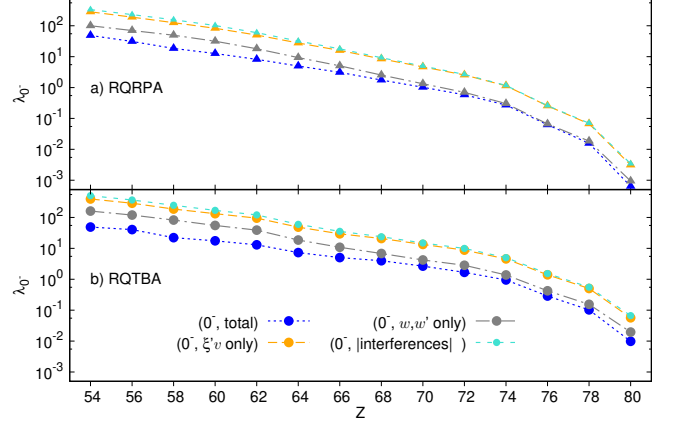 10²
10¹
10⁰
10⁻¹
10⁻²
10⁻³
λ₀-
a) RQRPA
10²
10¹
10⁰
10⁻¹
10⁻²
10⁻³
λ₀-
b) RQTBA
(0⁻, total)
(0⁻, w,w' only)
(0⁻, ξ'v only)
(0⁻, |interferences| )
54 56 58 60 62 64 66 68 70 72 74 76 78 80
Z